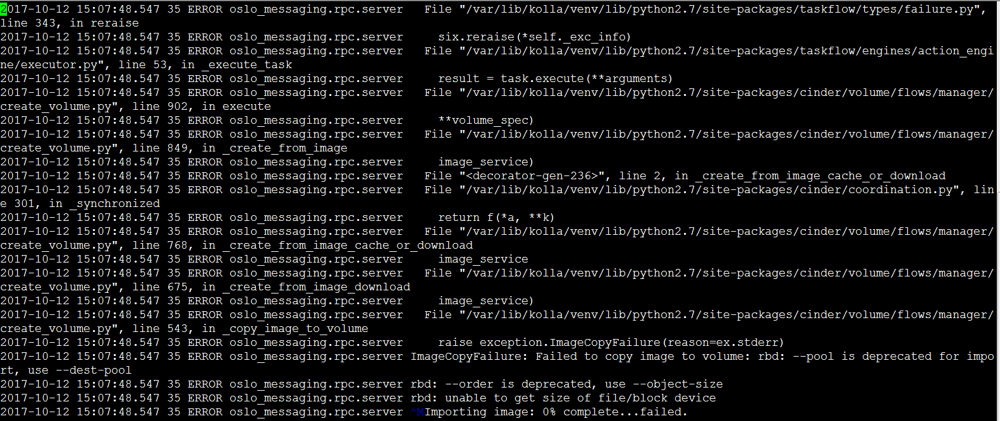 2017-10-12 15:07:48.547 35 ERROR oslo_messaging.rpc.server   File "/var/lib/kolla/venv/lib/python2.7/site-packages/taskflow/types/failure.py",
line 343, in reraise
2017-10-12 15:07:48.547 35 ERROR oslo_messaging.rpc.server     six.reraise(*self._exc_info)
2017-10-12 15:07:48.547 35 ERROR oslo_messaging.rpc.server   File "/var/lib/kolla/venv/lib/python2.7/site-packages/taskflow/engines/action_engi
ne/executor.py", line 53, in _execute_task
2017-10-12 15:07:48.547 35 ERROR oslo_messaging.rpc.server     result = task.execute(**arguments)
2017-10-12 15:07:48.547 35 ERROR oslo_messaging.rpc.server   File "/var/lib/kolla/venv/lib/python2.7/site-packages/cinder/volume/flows/manager/
create_volume.py", line 902, in execute
2017-10-12 15:07:48.547 35 ERROR oslo_messaging.rpc.server     **volume_spec)
2017-10-12 15:07:48.547 35 ERROR oslo_messaging.rpc.server   File "/var/lib/kolla/venv/lib/python2.7/site-packages/cinder/volume/flows/manager/
create_volume.py", line 849, in _create_from_image
2017-10-12 15:07:48.547 35 ERROR oslo_messaging.rpc.server     image_service)
2017-10-12 15:07:48.547 35 ERROR oslo_messaging.rpc.server   File "<decorator-gen-236>", line 2, in _create_from_image_cache_or_download
2017-10-12 15:07:48.547 35 ERROR oslo_messaging.rpc.server   File "/var/lib/kolla/venv/lib/python2.7/site-packages/cinder/coordination.py", lin
e 301, in _synchronized
2017-10-12 15:07:48.547 35 ERROR oslo_messaging.rpc.server     return f(*a, **k)
2017-10-12 15:07:48.547 35 ERROR oslo_messaging.rpc.server   File "/var/lib/kolla/venv/lib/python2.7/site-packages/cinder/volume/flows/manager/
create_volume.py", line 768, in _create_from_image_cache_or_download
2017-10-12 15:07:48.547 35 ERROR oslo_messaging.rpc.server     image_service
2017-10-12 15:07:48.547 35 ERROR oslo_messaging.rpc.server   File "/var/lib/kolla/venv/lib/python2.7/site-packages/cinder/volume/flows/manager/
create_volume.py", line 675, in _create_from_image_download
2017-10-12 15:07:48.547 35 ERROR oslo_messaging.rpc.server     image_service)
2017-10-12 15:07:48.547 35 ERROR oslo_messaging.rpc.server   File "/var/lib/kolla/venv/lib/python2.7/site-packages/cinder/volume/flows/manager/
create_volume.py", line 543, in _copy_image_to_volume
2017-10-12 15:07:48.547 35 ERROR oslo_messaging.rpc.server     raise exception.ImageCopyFailure(reason=ex.stderr)
2017-10-12 15:07:48.547 35 ERROR oslo_messaging.rpc.server ImageCopyFailure: Failed to copy image to volume: rbd: --pool is deprecated for impo
rt, use --dest-pool
2017-10-12 15:07:48.547 35 ERROR oslo_messaging.rpc.server rbd: --order is deprecated, use --object-size
2017-10-12 15:07:48.547 35 ERROR oslo_messaging.rpc.server rbd: unable to get size of file/block device
2017-10-12 15:07:48.547 35 ERROR oslo_messaging.rpc.server ^MImporting image: 0% complete...failed.